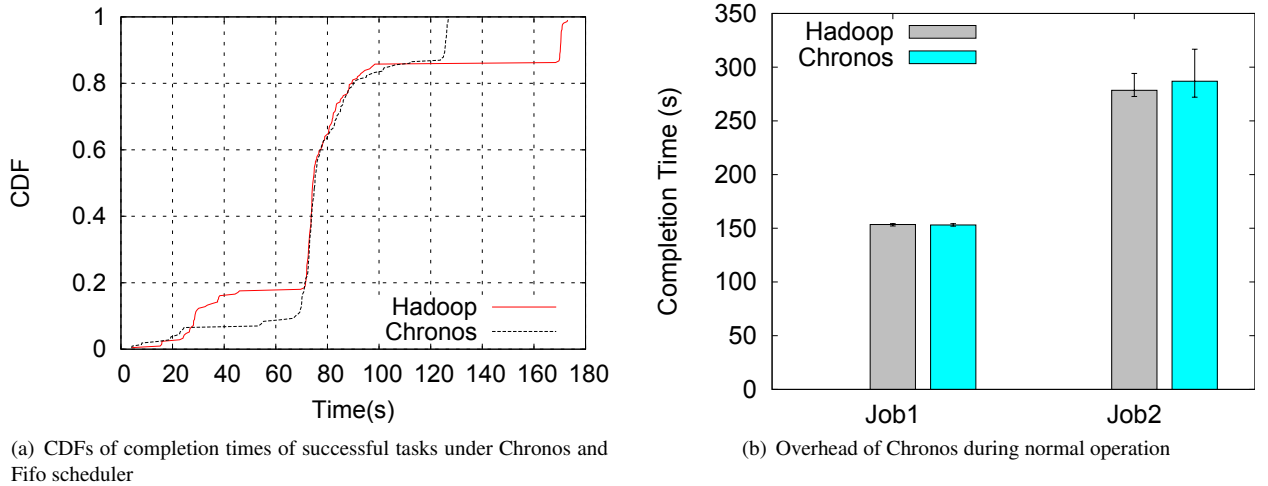 1
0.8
0.6
0.4
0.2
0
CDF
0 20 40 60 80 100 120 140 160 180
Time(s)
Hadoop
Chronos
(a) CDFs of completion times of successful tasks under Chronos and
Fifo scheduler
350
300
250
200
150
100
50
0
Completion Time (s)
Hadoop
Chronos
Job1 Job2
(b) Overhead of Chronos during normal operation